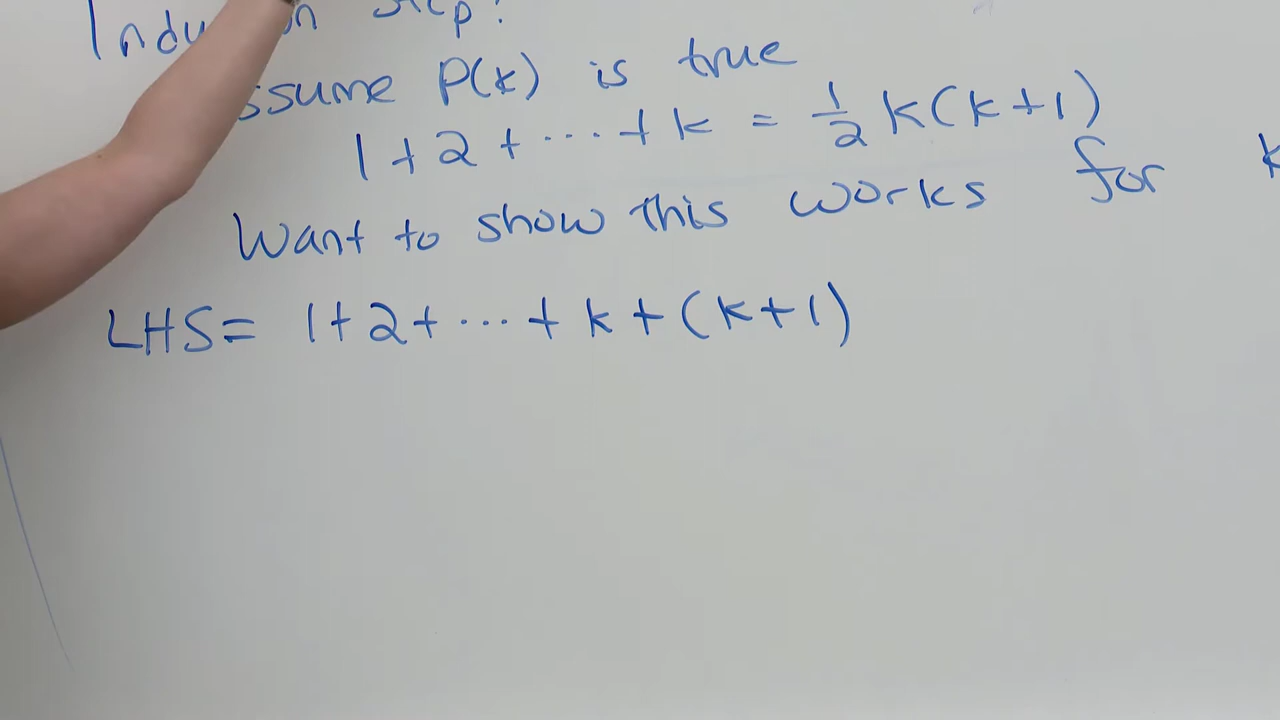 Induction step:
Assume P(k) is true
1 + 2 + ... + k = 1/2 k(k+1)
Want to show this works for k
LHS = 1+2+ ... + k + (k+1)